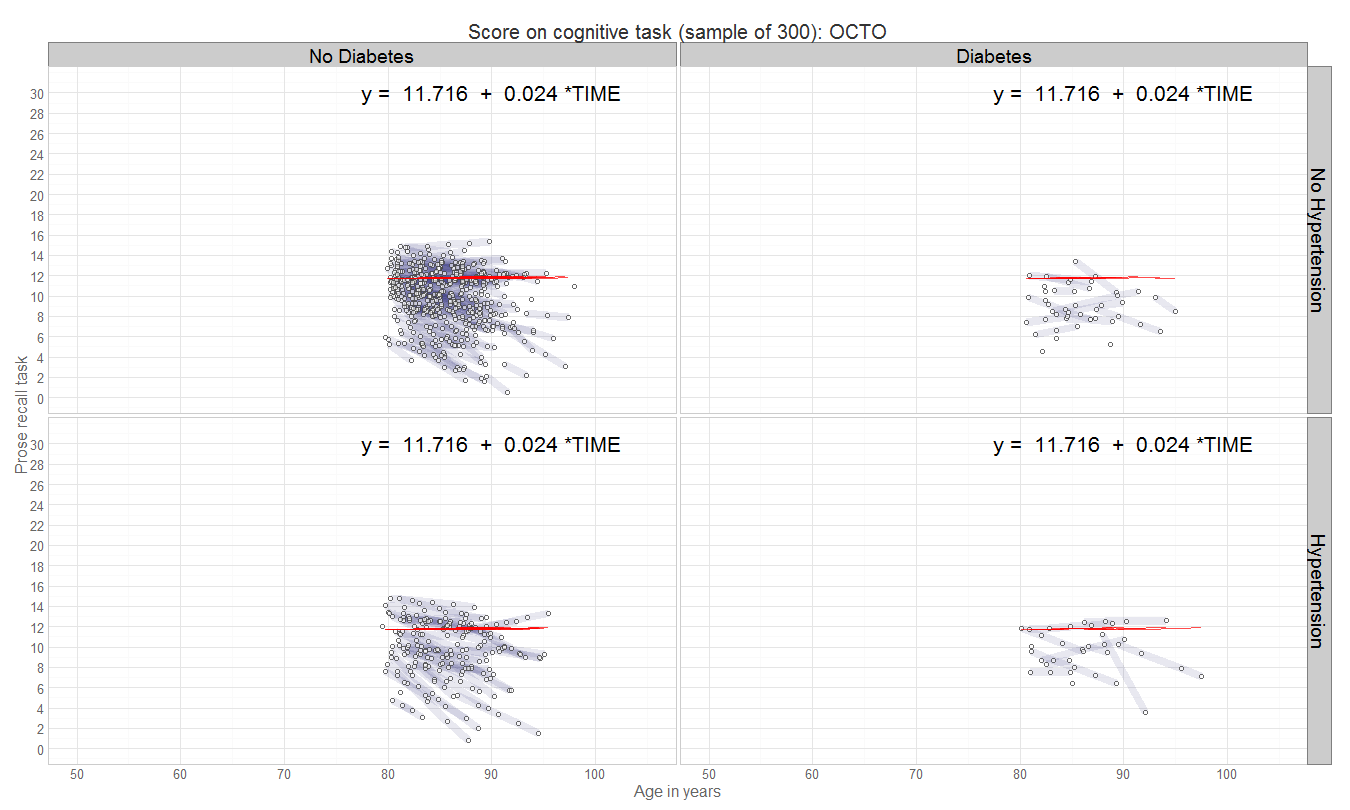 Score on cognitive task (sample of 300): OCTO
No Diabetes
Diabetes
y = 11.716 + 0.024 *TIME
y = 11.716 + 0.024 *TIME
30
28
26
24
22
20
18
16
14
12
10
8
6
4
2
0
No Hypertension
Prose recall task
y = 11.716 + 0.024 *TIME
y = 11.716 + 0.024 *TIME
30
28
26
24
22
20
18
16
14
12
10
8
6
4
2
0
Hypertension
50 60 70 80 90 100
50 60 70 80 90 100
Age in years